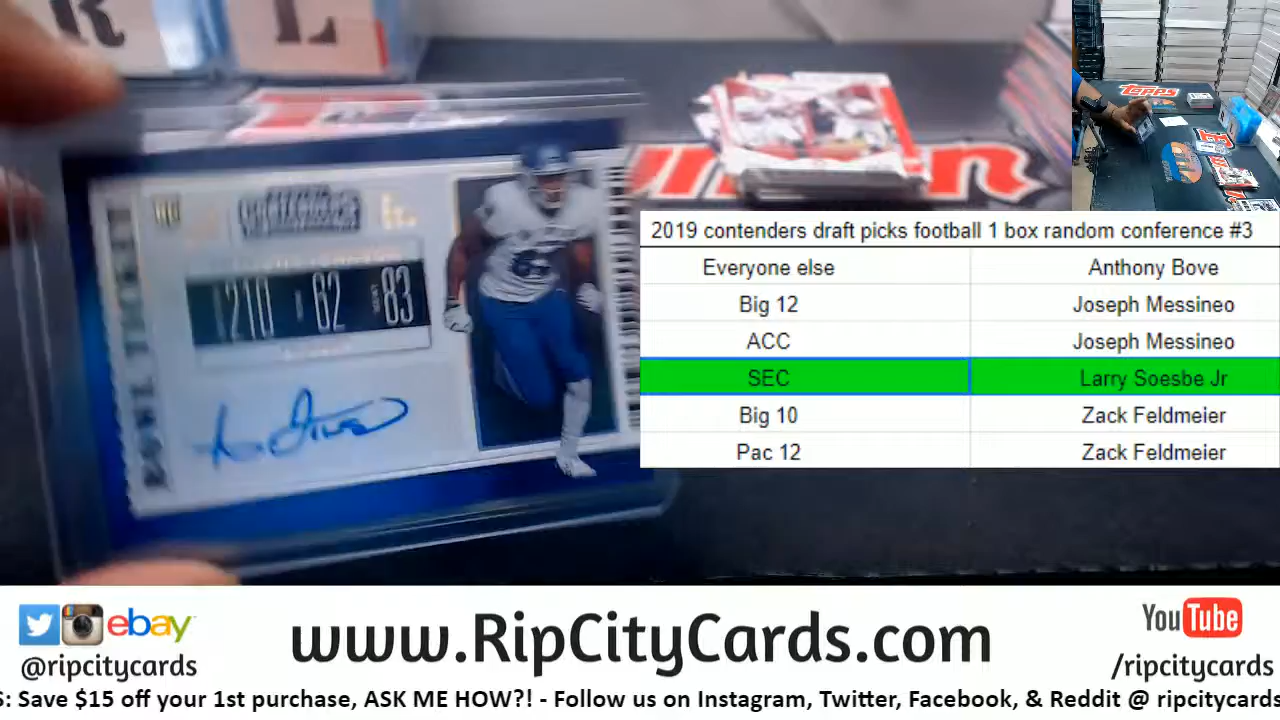 R L
Topps
2019 contenders draft picks football 1 box random conference #3
Everyone else Anthony Bove
Big 12 Joseph Messineo
ACC Joseph Messineo
SEC Larry Soesbe Jr
Big 10 Zack Feldmeier
Pac 12 Zack Feldmeier
CONTENDERS
210 62 83
ebay
@ripcitycards
www.RipCityCards.com
YouTube
/ripcitycards
S: Save $15 off your 1st purchase, ASK ME HOW?! - Follow us on Instagram, Twitter, Facebook, & Reddit @ ripcitycards